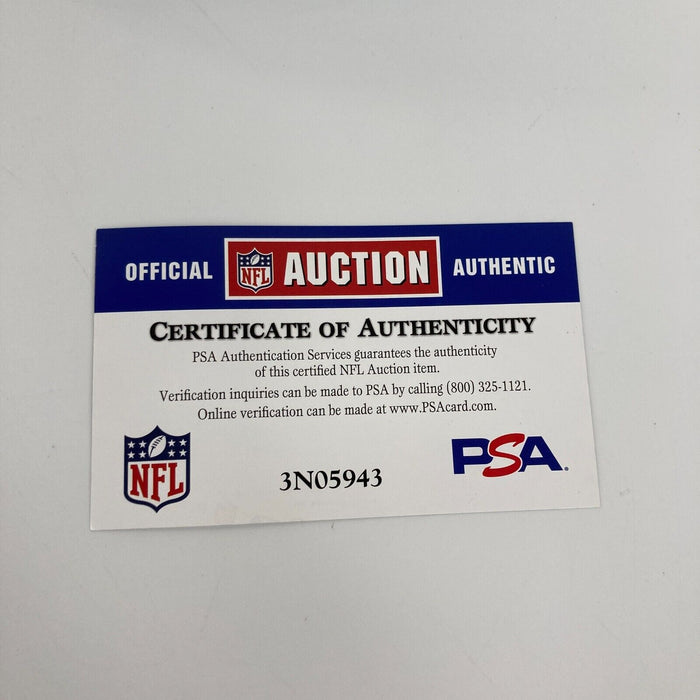 OFFICIAL NFL AUCTION AUTHENTIC
CERTIFICATE OF AUTHENTICITY
PSA Authentication Services guarantees the authenticity
of this certified NFL Auction item.
Verification inquiries can be made to PSA by calling (800) 325-1121.
Online verification can be made at www.PSAcard.com.
NFL 3N05943 PSA